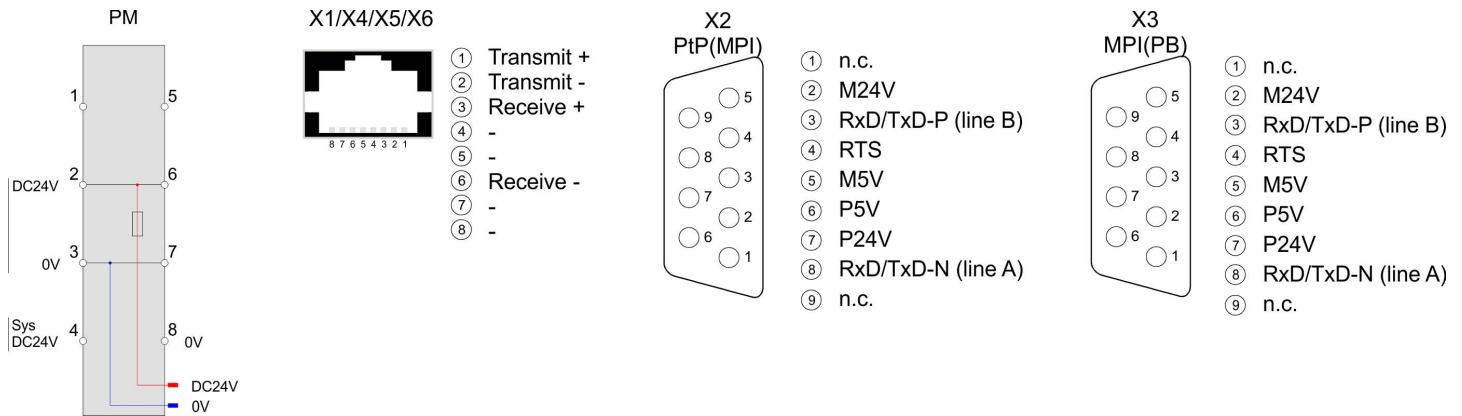 PM
1
5
2
6
DC24V
3
7
0V
Sys
4
8
DC24V
0V
DC24V
0V
X1/X4/X5/X6
8 7 6 5 4 3 2 1
1 Transmit +
2 Transmit -
3 Receive +
4 -
5 -
6 Receive -
7 -
8 -
X2
PtP(MPI)
5
9
4
8
3
7
2
6
1
1 n.c.
2 M24V
3 RxD/TxD-P (line B)
4 RTS
5 M5V
6 P5V
7 P24V
8 RxD/TxD-N (line A)
9 n.c.
X3
MPI(PB)
5
9
4
8
3
7
2
6
1
1 n.c.
2 M24V
3 RxD/TxD-P (line B)
4 RTS
5 M5V
6 P5V
7 P24V
8 RxD/TxD-N (line A)
9 n.c.